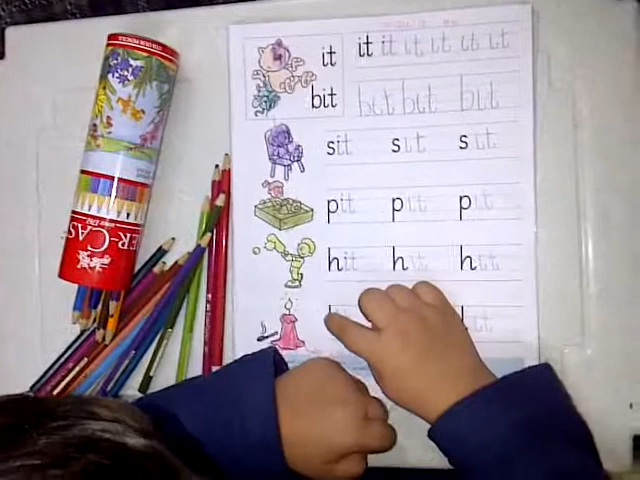 it it it it it it it
bit bit bit bit
sit sit sit
pit pit pit
hit hit hit
ER-CAS